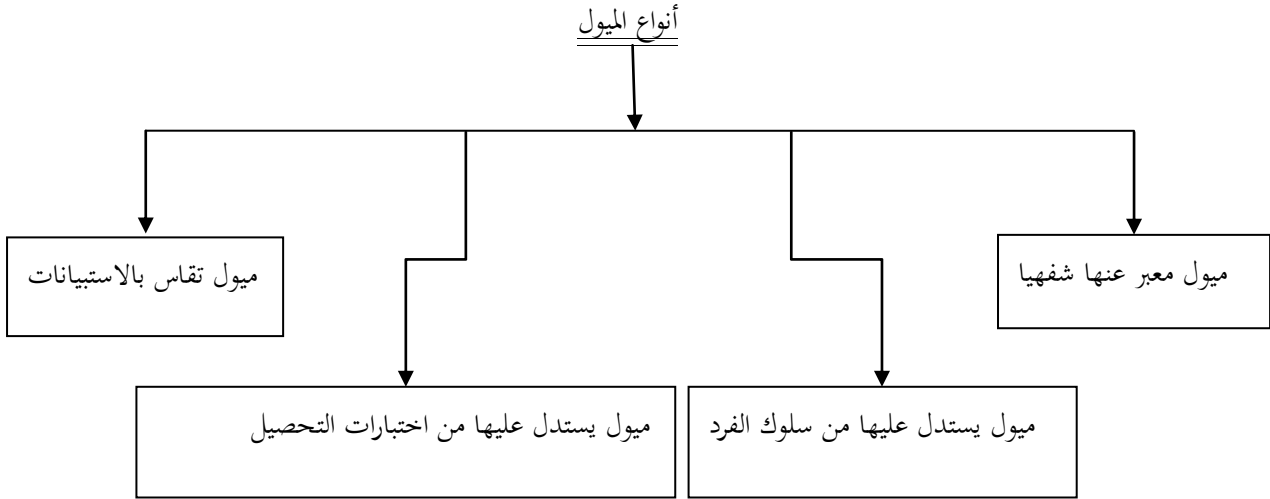 أنواع الميول
ميول معبر عنها شفهيا
ميول تقاس بالاستبيانات
ميول يستدل عليها من سلوك الفرد
ميول يستدل عليها من اختبارات التحصيل